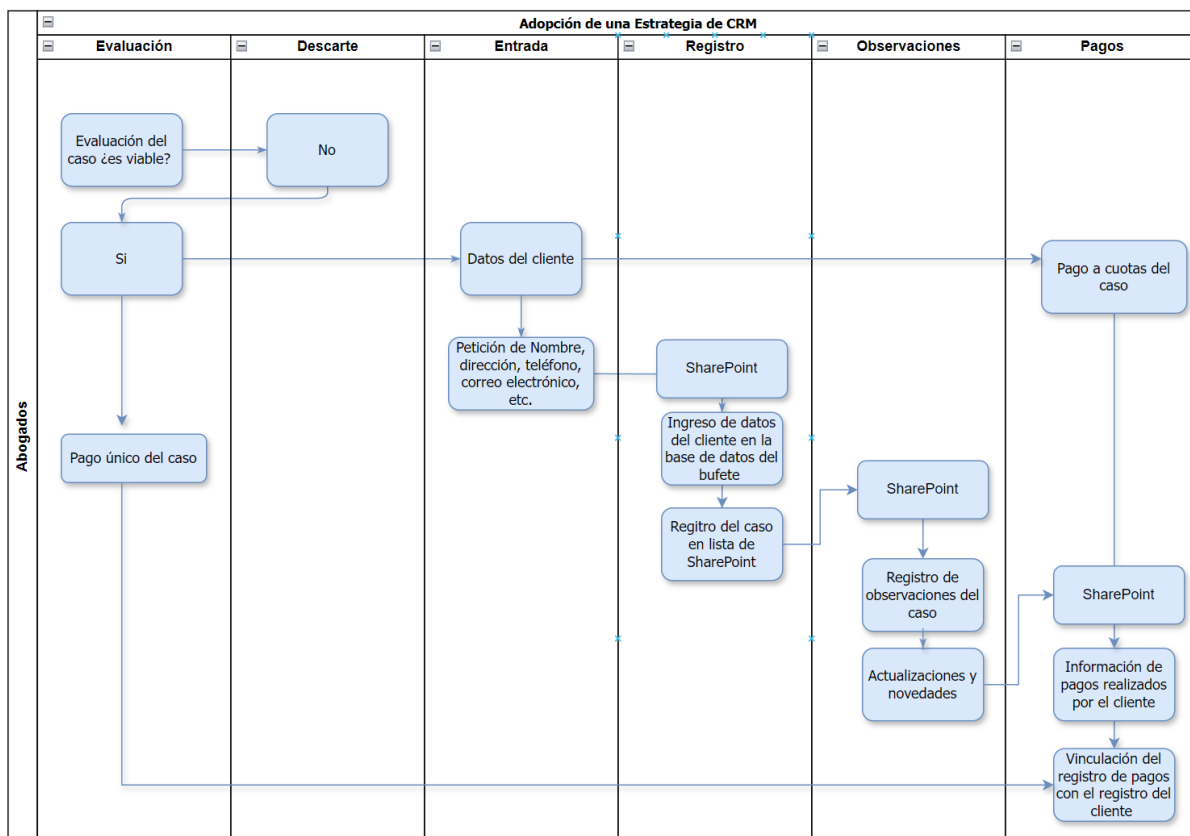 Adopción de una Estrategia de CRM
Evaluación
Descarte
Entrada
Registro
Observaciones
Pagos
Abogados
Evaluación del
caso ¿es viable?
No
Si
Datos del cliente
Pago a cuotas del
caso
Petición de Nombre,
dirección, teléfono,
correo electrónico,
etc.
SharePoint
Ingreso de datos
del cliente en la
base de datos del
bufete
Pago único del caso
Regitro del caso
en lista de
SharePoint
SharePoint
Registro de
observaciones del
caso
Actualizaciones y
novedades
SharePoint
Información de
pagos realizados
por el cliente
Vinculación del
registro de pagos
con el registro del
cliente